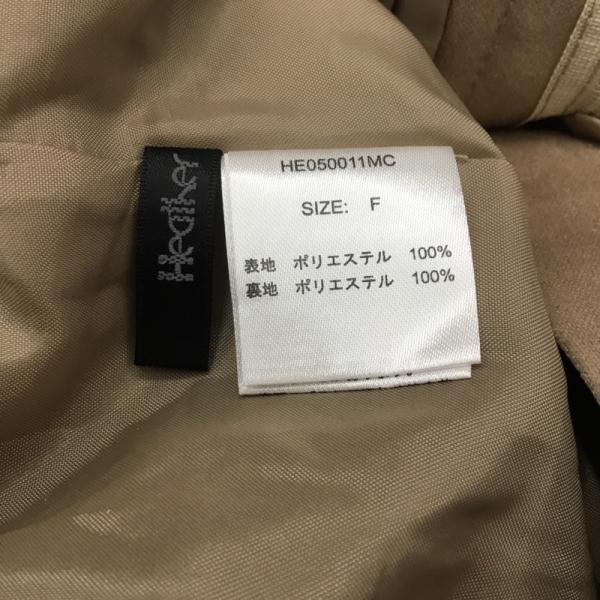 Heather
HE050011MC
SIZE: F
表地 ポリエステル 100%
裏地 ポリエステル 100%